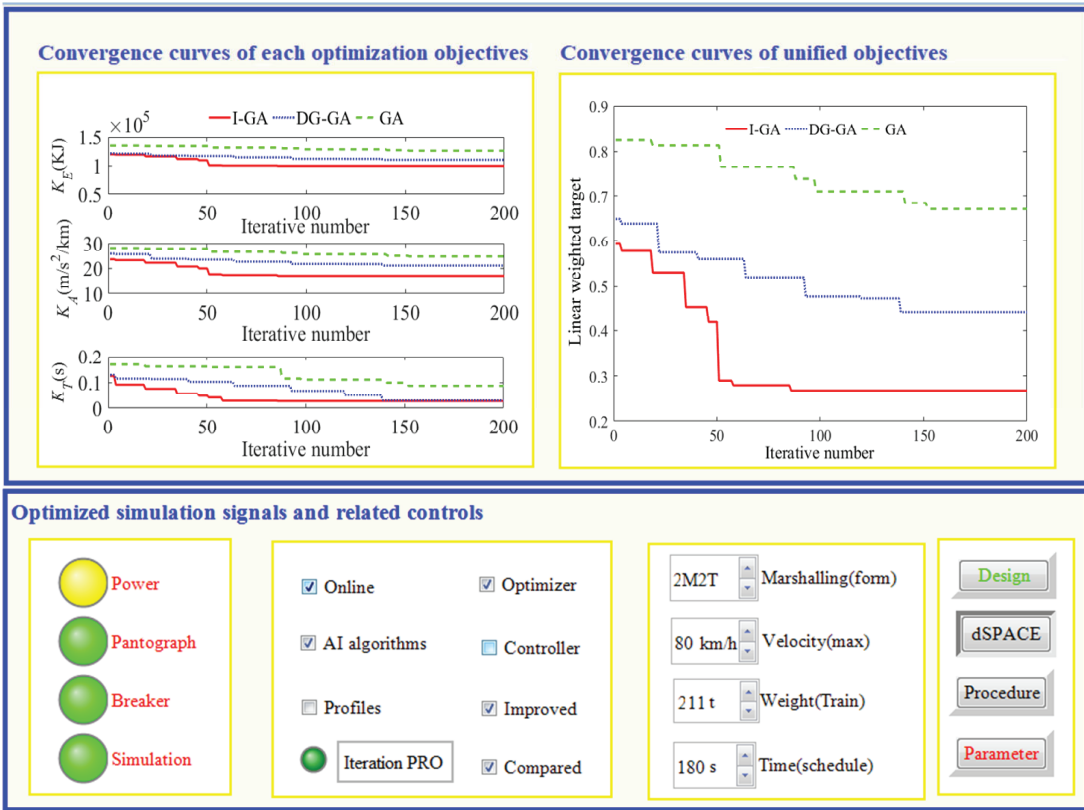 Convergence curves of each optimization objectives
×10^5
I-GA DG-GA GA
K_E(KJ)
1.5
1
0.5
0 50 100 150 200
Iterative number
K_A(m/s^2/km)
30
20
10
0 50 100 150 200
Iterative number
K_T(s)
0.2
0.1
0
0 50 100 150 200
Iterative number
Convergence curves of unified objectives
I-GA DG-GA GA
Linear weighted target
0.9
0.8
0.7
0.6
0.5
0.4
0.3
0.2
0 50 100 150 200
Iterative number
Optimized simulation signals and related controls
Power
Pantograph
Breaker
Simulation
Online
Optimizer
AI algorithms
Controller
Profiles
Improved
Iteration PRO
Compared
2M2T Marshalling(form)
80 km/h Velocity(max)
211 t Weight(Train)
180 s Time(schedule)
Design
dSPACE
Procedure
Parameter